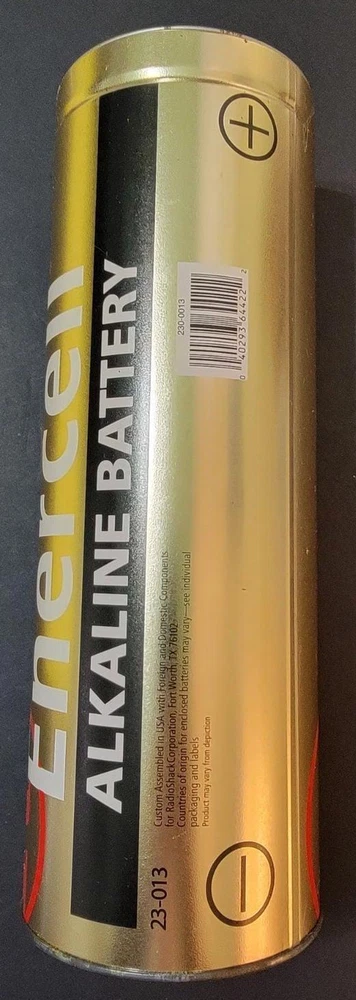 Enercell
ALKALINE BATTERY
23-013
Custom Assembled in USA with Foreign and Domestic Components
for RadioShack Corporation, Fort Worth, TX 76102.
Countries of origin for enclosed batteries may vary—see individual
packaging and labels
Product may vary from depiction
230-0013
0 40293 64422 2
+
−